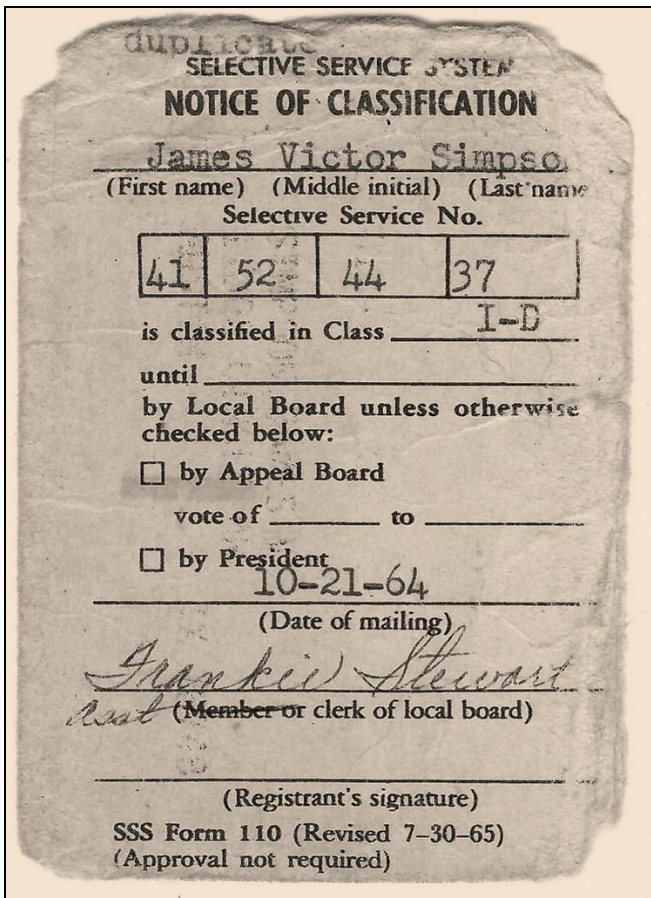 duplicate
SELECTIVE SERVICE SYSTEM
NOTICE OF CLASSIFICATION
James Victor Simpso
(First name) (Middle initial) (Last name
Selective Service No.
41 52 44 37
is classified in Class I-D
until
by Local Board unless otherwise
checked below:
by Appeal Board
vote of to
by President
10-21-64
(Date of mailing)
Frankie Stewart
asst (Member or clerk of local board)
(Registrant's signature)
SSS Form 110 (Revised 7-30-65)
(Approval not required)